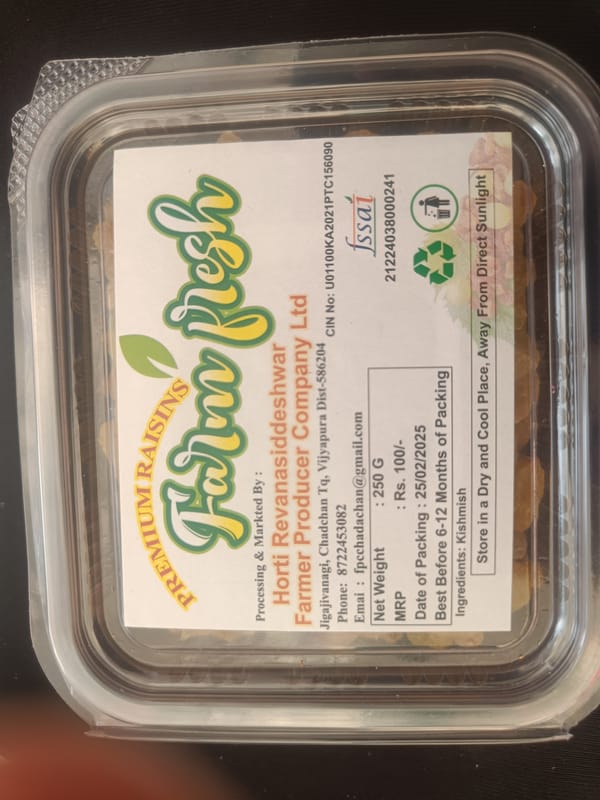 PREMIUM RAISINS
Farm fresh
Processing & Markted By :
Horti Revanasiddeshwar
Farmer Producer Company Ltd
Jigajivanagi, Chadchan Tq, Vijyapura Dist-586204
CIN No: U01100KA2021PTC156090
Phone: 8722453082
Emai : fpcchadachan@gmail.com
fssai
21224038000241
Net Weight : 250 G
MRP : Rs. 100/-
Date of Packing : 25/02/2025
Best Before 6-12 Months of Packing
Ingredients: Kishmish
Store in a Dry and Cool Place, Away From Direct Sunlight